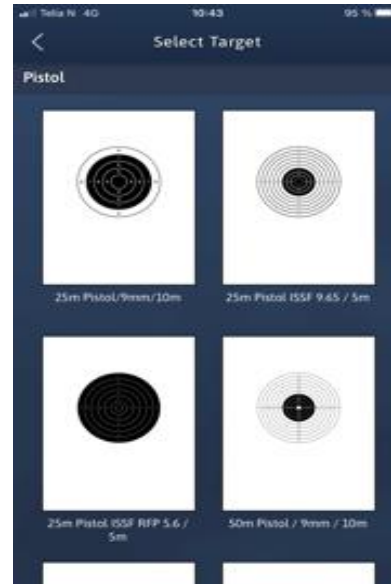 Telia N 4G 10:43 95 %
Select Target
Pistol
25m Pistol/9mm/10m
25m Pistol ISSF 9.65 / 5m
25m Pistol ISSF RFP 5.6 /
5m
50m Pistol / 9mm / 10m